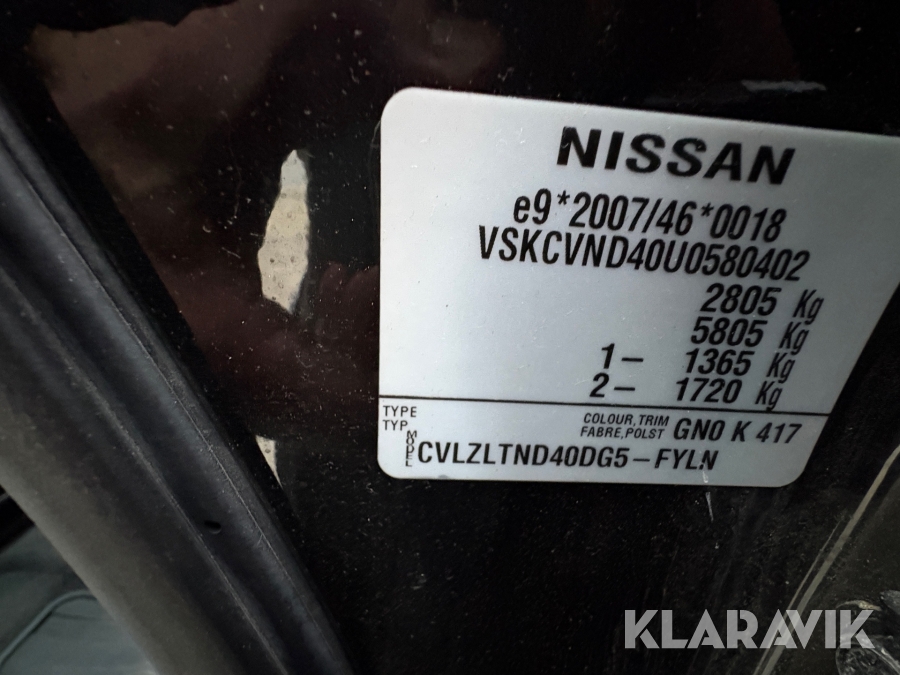 NISSAN
e9*2007/46*0018
VSKCVND40U0580402
2805 Kg
5805 Kg
1- 1365 Kg
2- 1720 Kg
TYPE
TYP
COLOUR,TRIM
FABRE,POLST
GN0 K 417
MODEL
CVLZLTND40DG5-FYLN
KLARAVIK